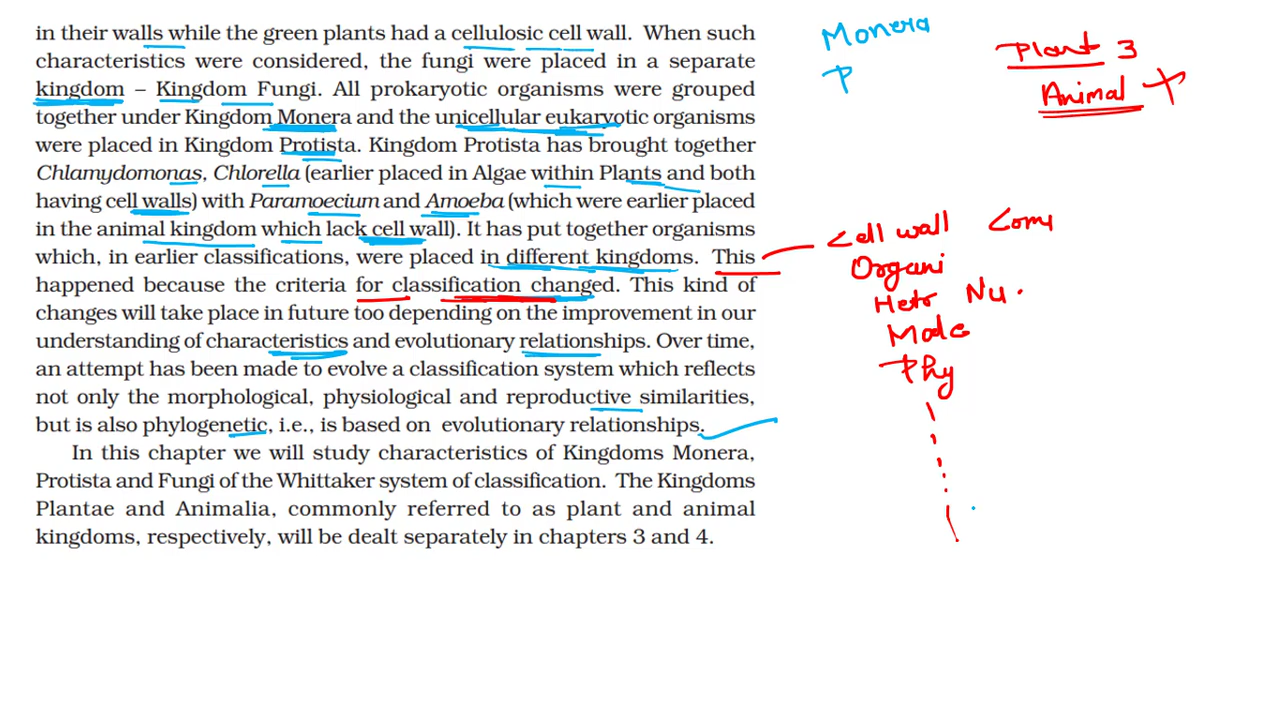 in their walls while the green plants had a cellulosic cell wall. When such
characteristics were considered, the fungi were placed in a separate
kingdom – Kingdom Fungi. All prokaryotic organisms were grouped
together under Kingdom Monera and the unicellular eukaryotic organisms
were placed in Kingdom Protista. Kingdom Protista has brought together
Chlamydomonas, Chlorella (earlier placed in Algae within Plants and both
having cell walls) with Paramoecium and Amoeba (which were earlier placed
in the animal kingdom which lack cell wall). It has put together organisms
which, in earlier classifications, were placed in different kingdoms. This
happened because the criteria for classification changed. This kind of
changes will take place in future too depending on the improvement in our
understanding of characteristics and evolutionary relationships. Over time,
an attempt has been made to evolve a classification system which reflects
not only the morphological, physiological and reproductive similarities,
but is also phylogenetic, i.e., is based on evolutionary relationships.
In this chapter we will study characteristics of Kingdoms Monera,
Protista and Fungi of the Whittaker system of classification. The Kingdoms
Plantae and Animalia, commonly referred to as plant and animal
kingdoms, respectively, will be dealt separately in chapters 3 and 4.
Monera
P
Plant 3
Animal
Cell wall Comp
Organi
Hetr Nu.
Mode
Phy